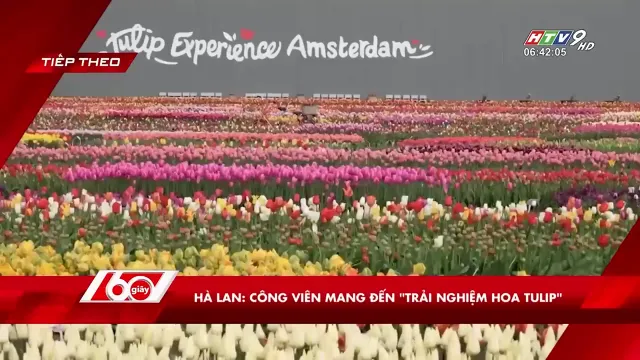 Tulip Experience Amsterdam
HTV9 HD
06:42:05
TIẾP THEO
60 giây
HÀ LAN: CÔNG VIÊN MANG ĐẾN "TRẢI NGHIỆM HOA TULIP"